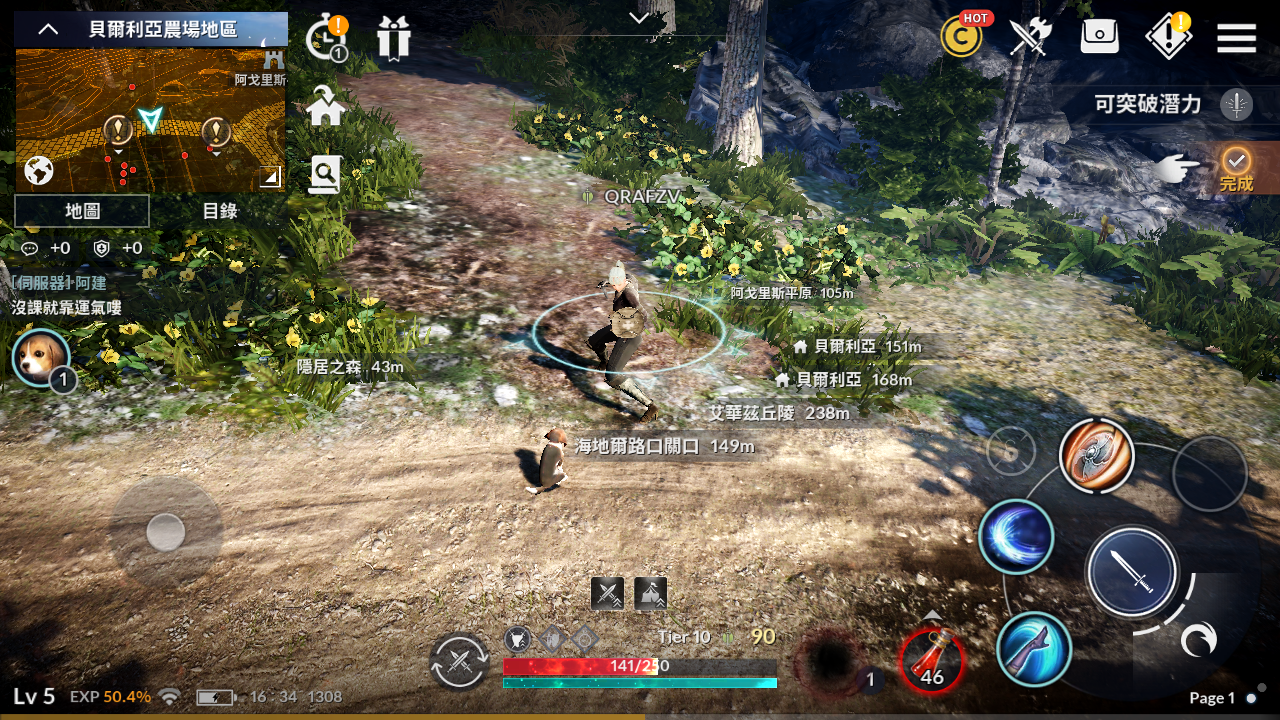 貝爾利亞農場地區
阿戈里斯
地圖
目錄
+0
+0
[伺服器] 阿建
沒課就靠運氣嘍
1
1
HOT
可突破潛力
完成
QRAFZV
阿戈里斯平原 105m
貝爾利亞 151m
隱居之森 43m
貝爾利亞 168m
艾華茲丘陵 238m
海地爾路口關口 149m
Tier 10
90
141/250
1
46
Lv 5
EXP 50.4%
16 : 34
1308
Page 1